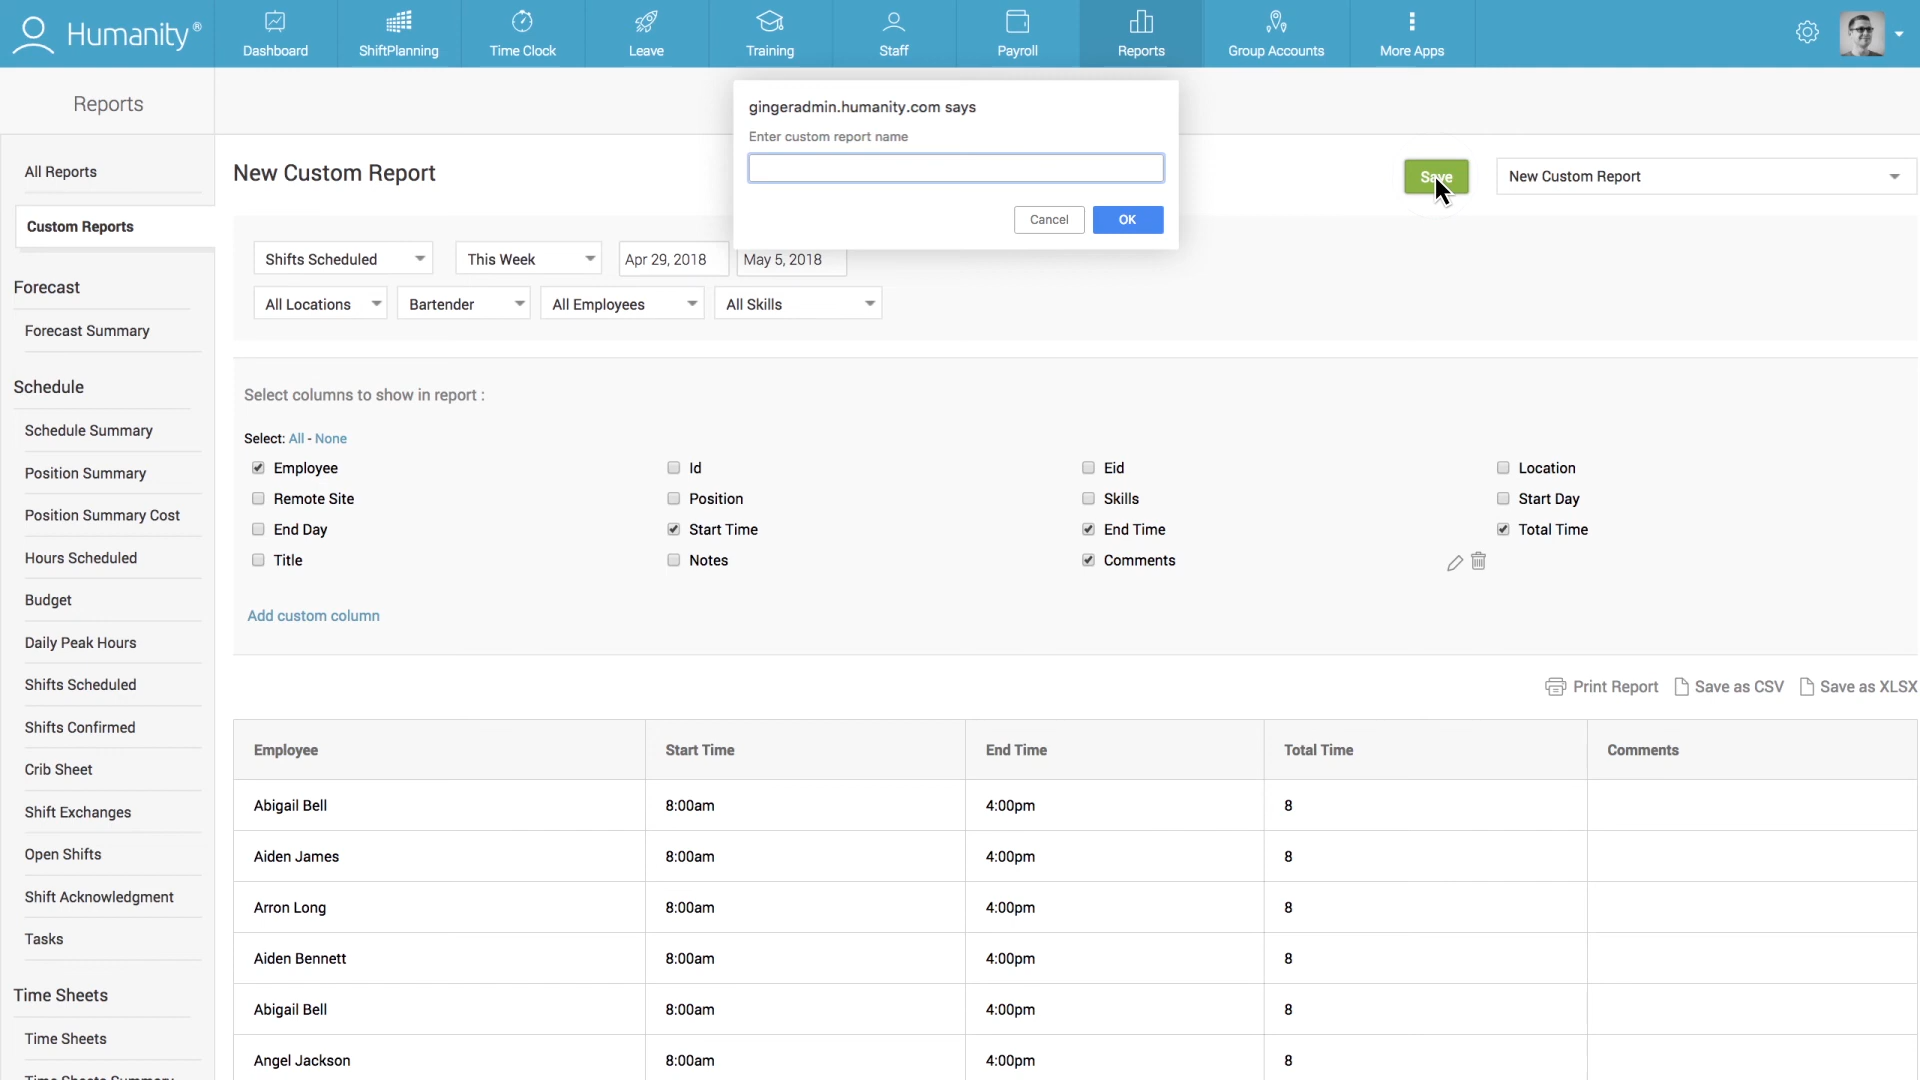 Humanity®
Dashboard
ShiftPlanning
Time Clock
Leave
Training
Staff
Payroll
Reports
Group Accounts
More Apps
Reports
gingeradmin.humanity.com says
Enter custom report name
Cancel
OK
All Reports
Custom Reports
Forecast
Forecast Summary
Schedule
Schedule Summary
Position Summary
Position Summary Cost
Hours Scheduled
Budget
Daily Peak Hours
Shifts Scheduled
Shifts Confirmed
Crib Sheet
Shift Exchanges
Open Shifts
Shift Acknowledgment
Tasks
Time Sheets
Time Sheets
Time Sheets Summary
New Custom Report
Save
New Custom Report
Shifts Scheduled
This Week
Apr 29, 2018
May 5, 2018
All Locations
Bartender
All Employees
All Skills
Select columns to show in report :
Select: All - None
Employee
Id
Eid
Location
Remote Site
Position
Skills
Start Day
End Day
Start Time
End Time
Total Time
Title
Notes
Comments
Add custom column
Print Report
Save as CSV
Save as XLSX
Employee Start Time End Time Total Time Comments
Abigail Bell 8:00am 4:00pm 8
Aiden James 8:00am 4:00pm 8
Arron Long 8:00am 4:00pm 8
Aiden Bennett 8:00am 4:00pm 8
Abigail Bell 8:00am 4:00pm 8
Angel Jackson 8:00am 4:00pm 8